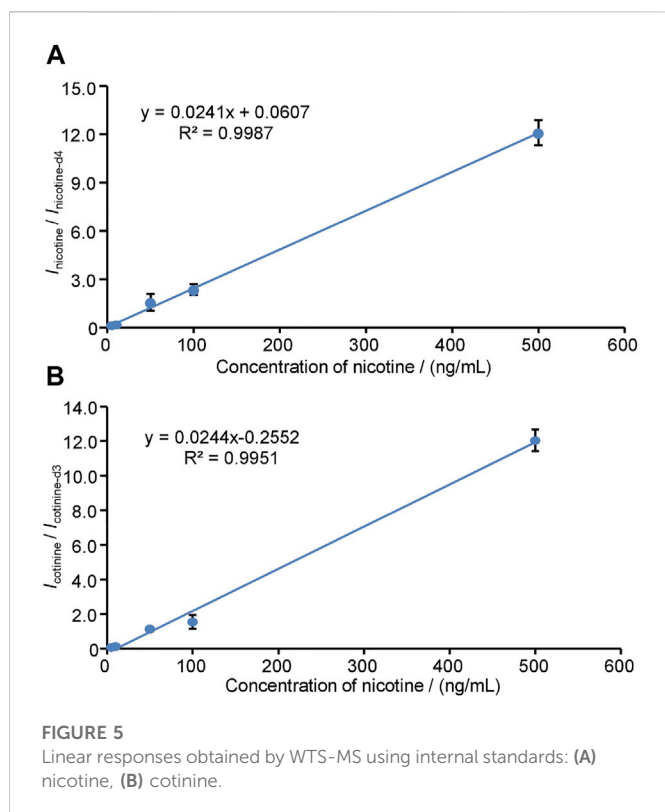 A
y = 0.0241x + 0.0607
R² = 0.9987
Inicotine / Inicotine-d4
15.0
12.0
9.0
6.0
3.0
0
0 100 200 300 400 500 600
Concentration of nicotine / (ng/mL)
B
y = 0.0244x-0.2552
R² = 0.9951
Icotinine / Icotinine-d3
14.0
12.0
10.0
8.0
6.0
4.0
2.0
0.0
0 100 200 300 400 500 600
Concentration of nicotine / (ng/mL)
FIGURE 5
Linear responses obtained by WTS-MS using internal standards: (A)
nicotine, (B) cotinine.